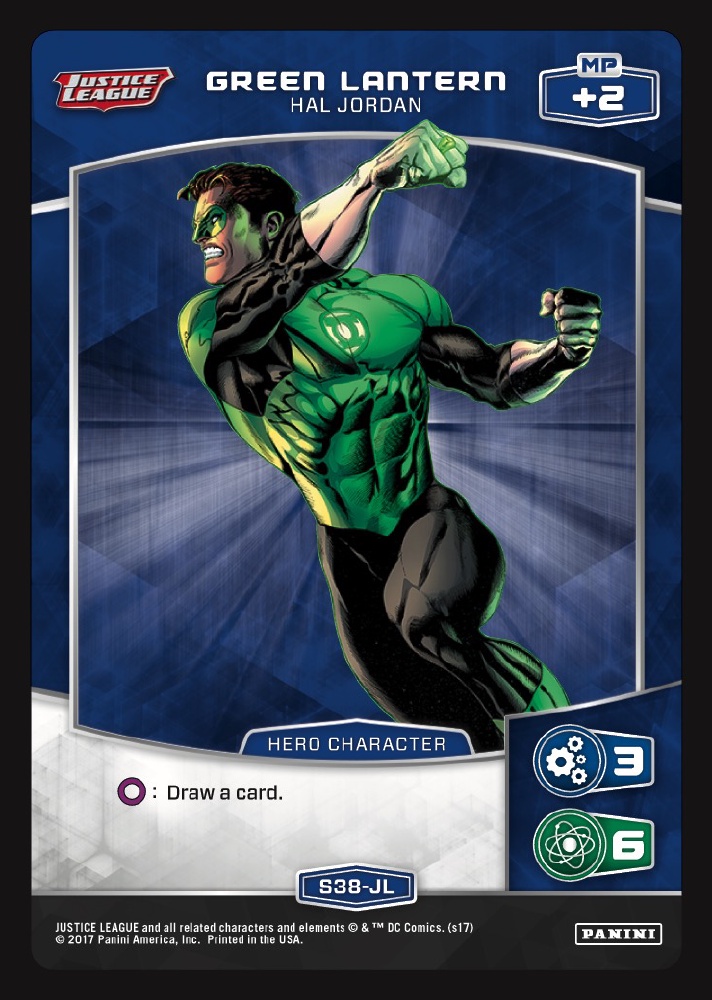 JUSTICE
LEAGUE
GREEN LANTERN
HAL JORDAN
MP
+2
HERO CHARACTER
: Draw a card.
3
6
S38-JL
JUSTICE LEAGUE and all related characters and elements © & ™ DC Comics. (s17)
© 2017 Panini America, Inc. Printed in the USA.
PANINI